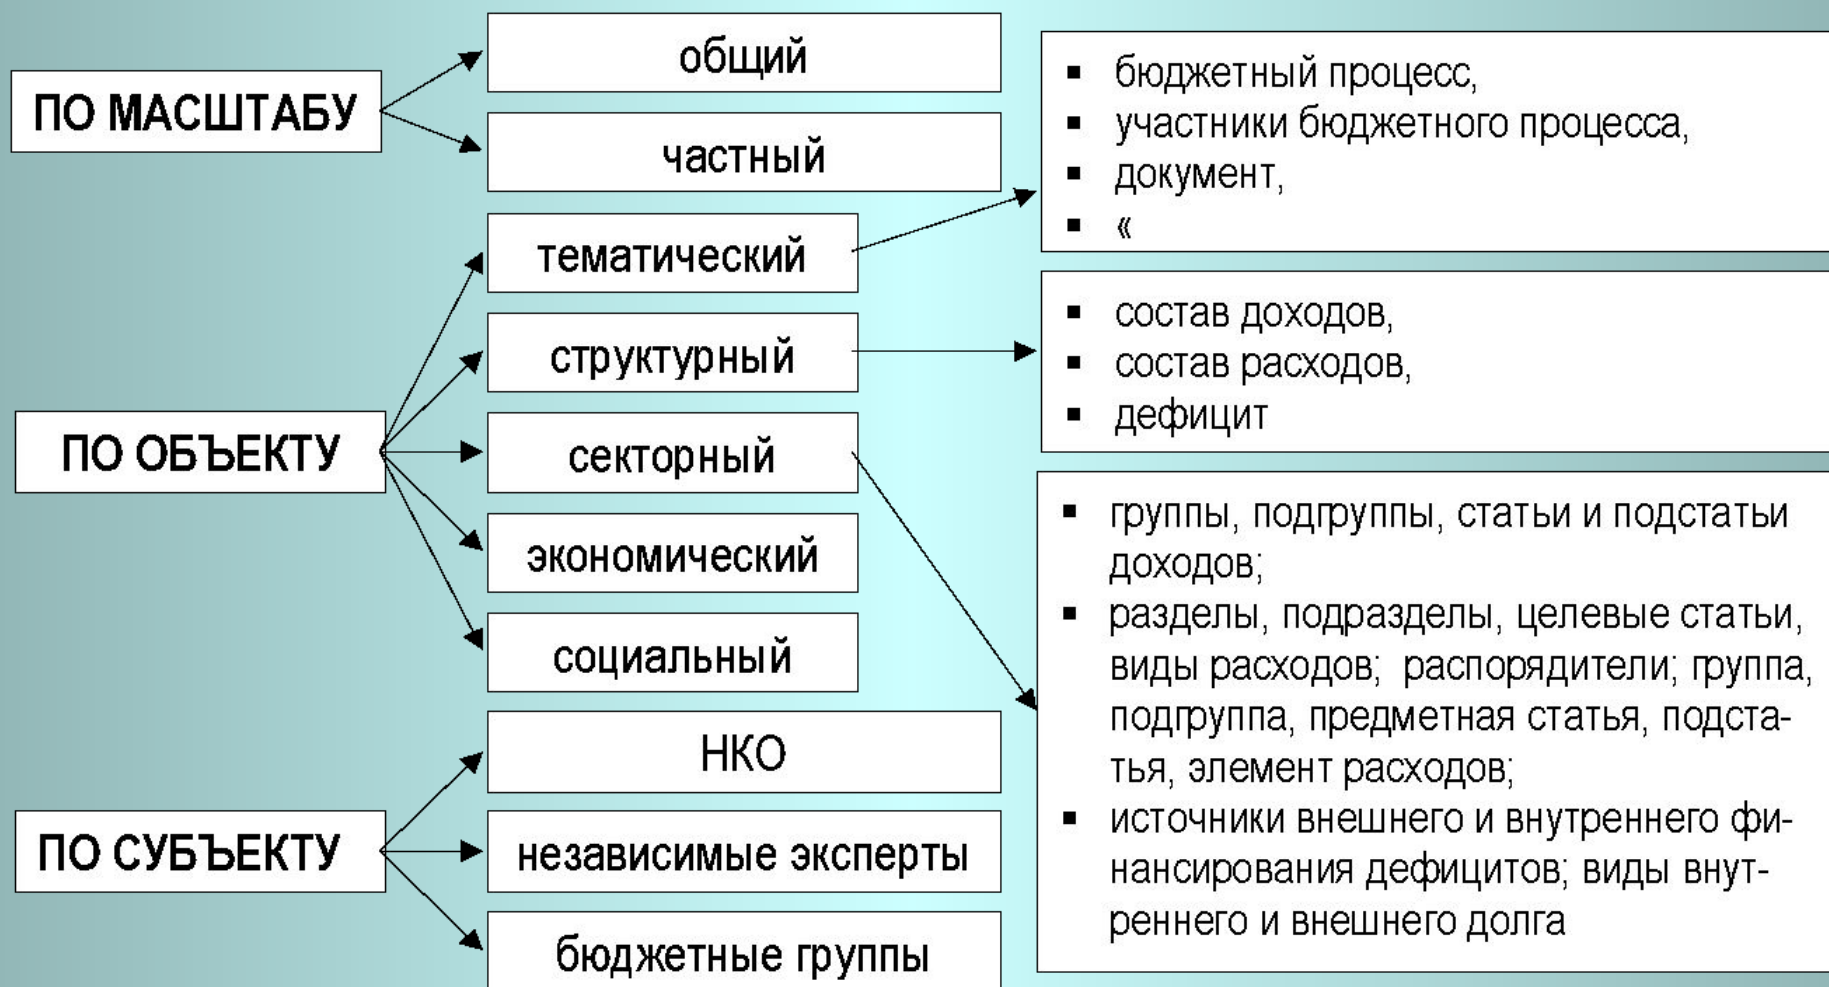 ПО МАСШТАБУ
общий
частный
ПО ОБЪЕКТУ
тематический
структурный
секторный
экономический
социальный
ПО СУБЪЕКТУ
НКО
независимые эксперты
бюджетные группы
▪ бюджетный процесс,
▪ участники бюджетного процесса,
▪ документ,
▪ «
▪ состав доходов,
▪ состав расходов,
▪ дефицит
▪ группы, подгруппы, статьи и подстатьи
доходов;
▪ разделы, подразделы, целевые статьи,
виды расходов; распорядители; группа,
подгруппа, предметная статья, подста-
тья, элемент расходов;
▪ источники внешнего и внутреннего фи-
нансирования дефицитов; виды внут-
реннего и внешнего долга